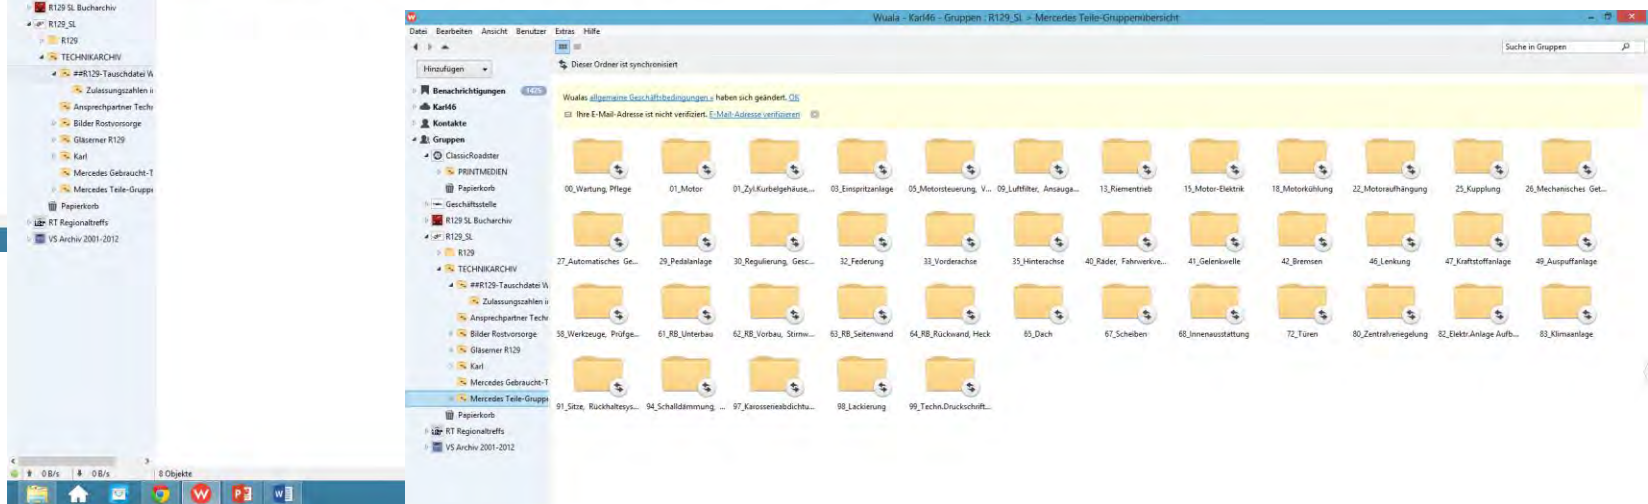 R129 SL Bucharchiv
R129_SL
R129
TECHNIKARCHIV
##R129-Tauschdatei W
Zulassungszahlen i
Ansprechpartner Techr
Bilder Rostvorsorge
Gläserner R129
Karl
Mercedes Gebraucht-T
Mercedes Teile-Gruppe
Papierkorb
RT Regionaltreffs
VS Archiv 2001-2012
0 B/s 0 B/s 8 Objekte
Wuala - Karl46 - Gruppen : R129_SL > Mercedes Teile-Gruppenübersicht
Datei Bearbeiten Ansicht Benutzer Extras Hilfe
Suche in Gruppen
Hinzufügen
Dieser Ordner ist synchronisiert
Wualas allgemeine Geschäftsbedingungen » haben sich geändert. OK
Ihre E-Mail-Adresse ist nicht verifiziert. E-Mail-Adresse verifizieren
Benachrichtigungen 1425
Karl46
Kontakte
Gruppen
ClassicRoadster
PRINTMEDIEN
Papierkorb
Geschäftsstelle
R129 SL Bucharchiv
R129_SL
R129
TECHNIKARCHIV
##R129-Tauschdatei W
Zulassungszahlen i
Ansprechpartner Techr
Bilder Rostvorsorge
Gläserner R129
Karl
Mercedes Gebraucht-T
Mercedes Teile-Gruppe
Papierkorb
RT Regionaltreffs
VS Archiv 2001-2012
00_Wartung, Pflege 01_Motor 01_Zyl.Kurbelgehäuse,... 03_Einspritzanlage 05_Motorsteuerung, V... 09_Luftfilter, Ansauga... 13_Riementrieb 15_Motor-Elektrik 18_Motorkühlung 22_Motoraufhängung 25_Kupplung 26_Mechanisches Get...
27_Automatisches Ge... 29_Pedalanlage 30_Regulierung, Gesc... 32_Federung 33_Vorderachse 35_Hinterachse 40_Räder, Fahrwerkve... 41_Gelenkwelle 42_Bremsen 46_Lenkung 47_Kraftstoffanlage 49_Auspuffanlage
58_Werkzeuge, Prüfge... 61_RB_Unterbau 62_RB_Vorbau, Stirnw... 63_RB_Seitenwand 64_RB_Rückwand, Heck 65_Dach 67_Scheiben 68_Innenausstattung 72_Türen 80_Zentralverriegelung 82_Elektr.Anlage Aufb... 83_Klimaanlage
91_Sitze, Rückhaltesys... 94_Schalldämmung, ... 97_Karosserieabdichtu... 98_Lackierung 99_Techn.Druckschrift...